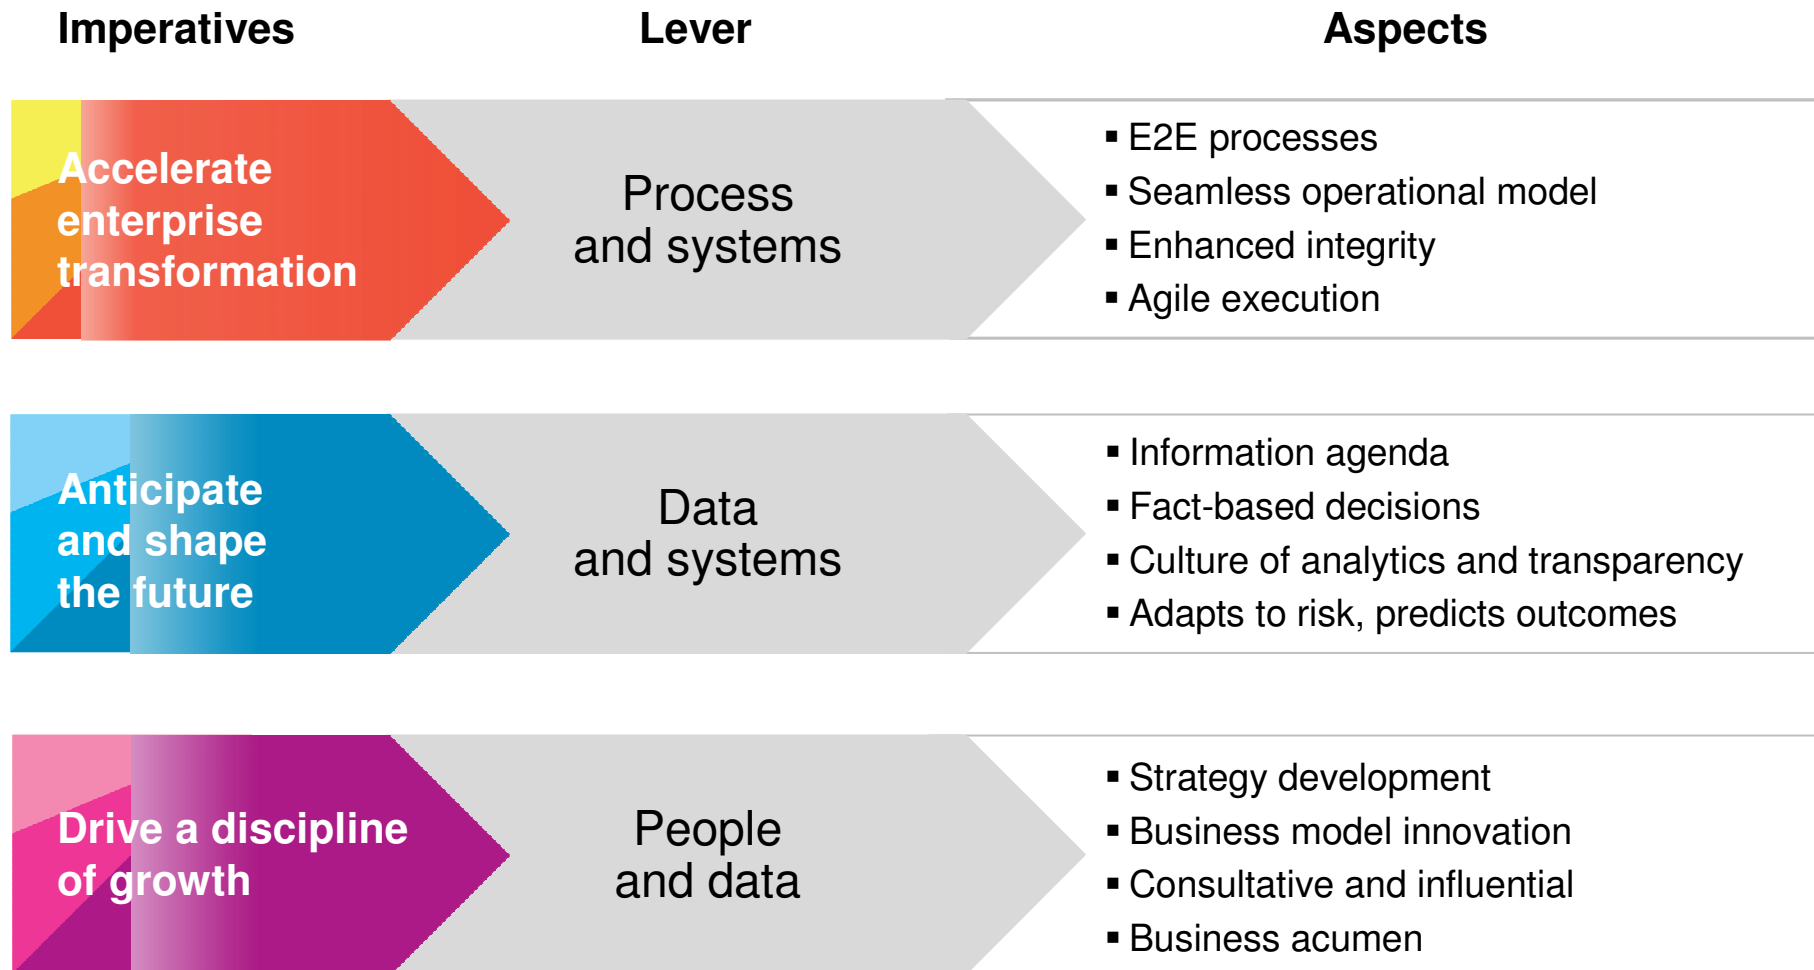 Imperatives
Lever
Aspects
Accelerate
enterprise
transformation
Process
and systems
▪ E2E processes
▪ Seamless operational model
▪ Enhanced integrity
▪ Agile execution
Anticipate
and shape
the future
Data
and systems
▪ Information agenda
▪ Fact-based decisions
▪ Culture of analytics and transparency
▪ Adapts to risk, predicts outcomes
Drive a discipline
of growth
People
and data
▪ Strategy development
▪ Business model innovation
▪ Consultative and influential
▪ Business acumen